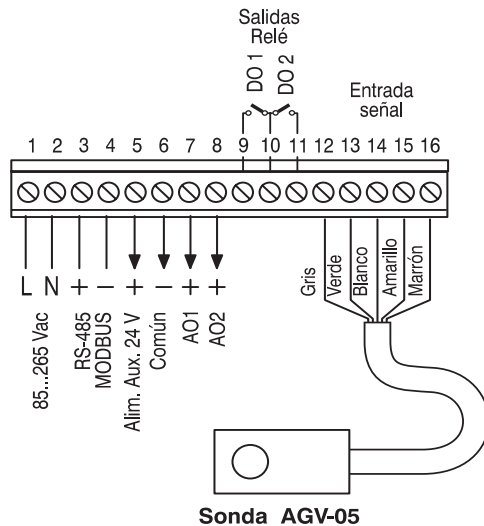 Salidas
Relé
DO 1
DO 2
Entrada
señal
1 2 3 4 5 6 7 8 9 10 11 12 13 14 15 16
L
N
+
−
+
−
+
+
85...265 Vac
RS-485
MODBUS
Alim. Aux. 24 V
Común
AO1
AO2
Gris
Verde
Blanco
Amarillo
Marrón
Sonda AGV-05